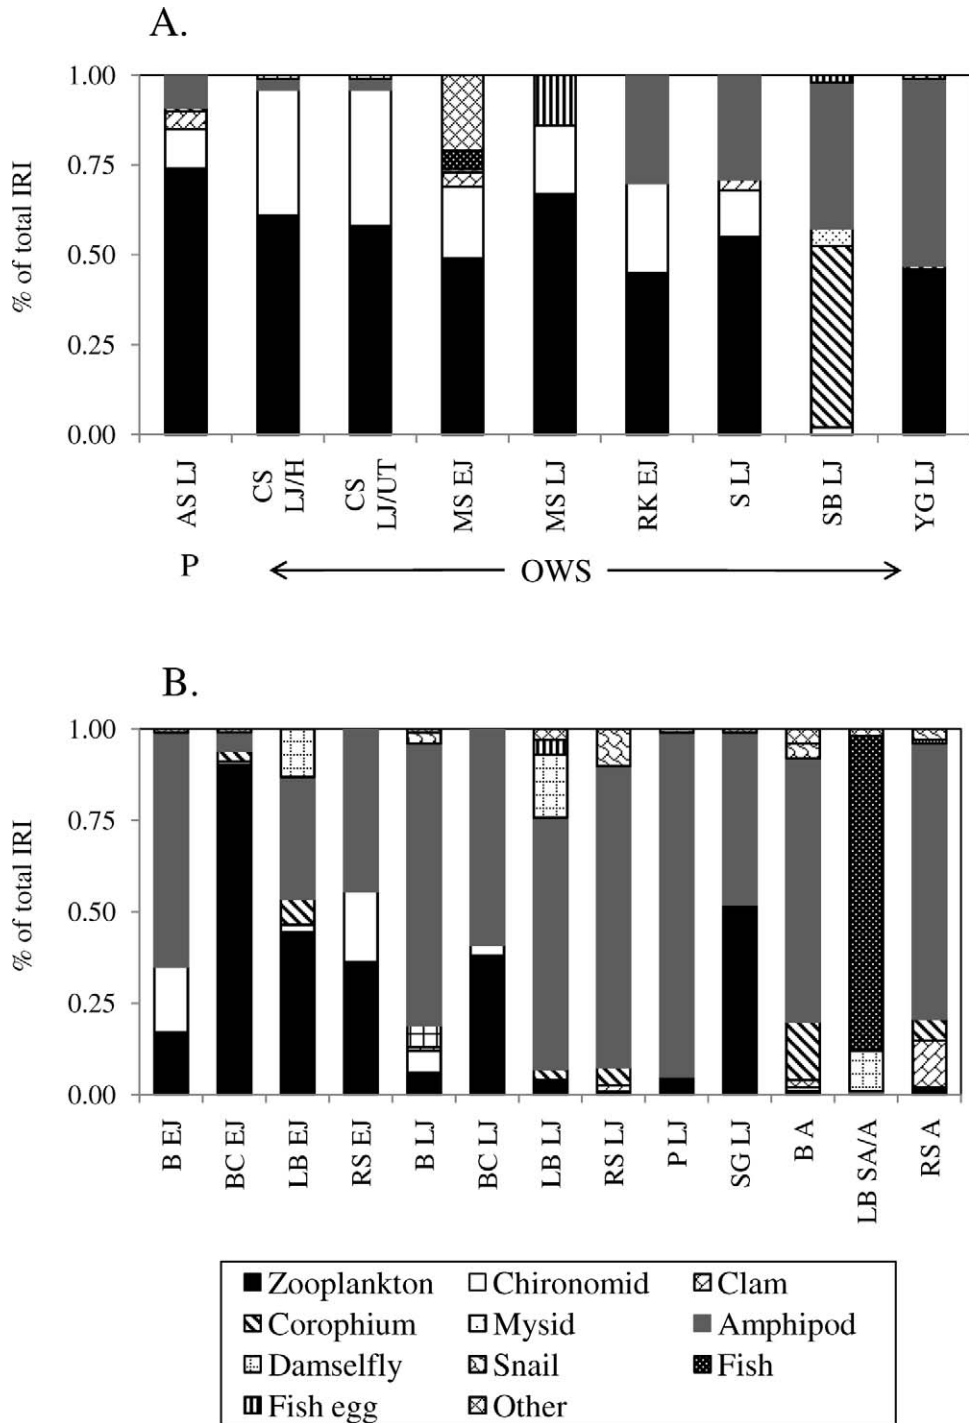 A.
% of total IRI
1.00
0.75
0.50
0.25
0.00
AS LJ
CS LJ/H
CS LJ/UT
MS EJ
MS LJ
RK EJ
S LJ
SB LJ
YG LJ
P
OWS
B.
% of total IRI
1.00
0.75
0.50
0.25
0.00
B EJ
BC EJ
LB EJ
RS EJ
B LJ
BC LJ
LB LJ
RS LJ
P LJ
SG LJ
B A
LB SA/A
RS A
Zooplankton Chironomid Clam
Corophium Mysid Amphipod
Damselfly Snail Fish
Fish egg Other